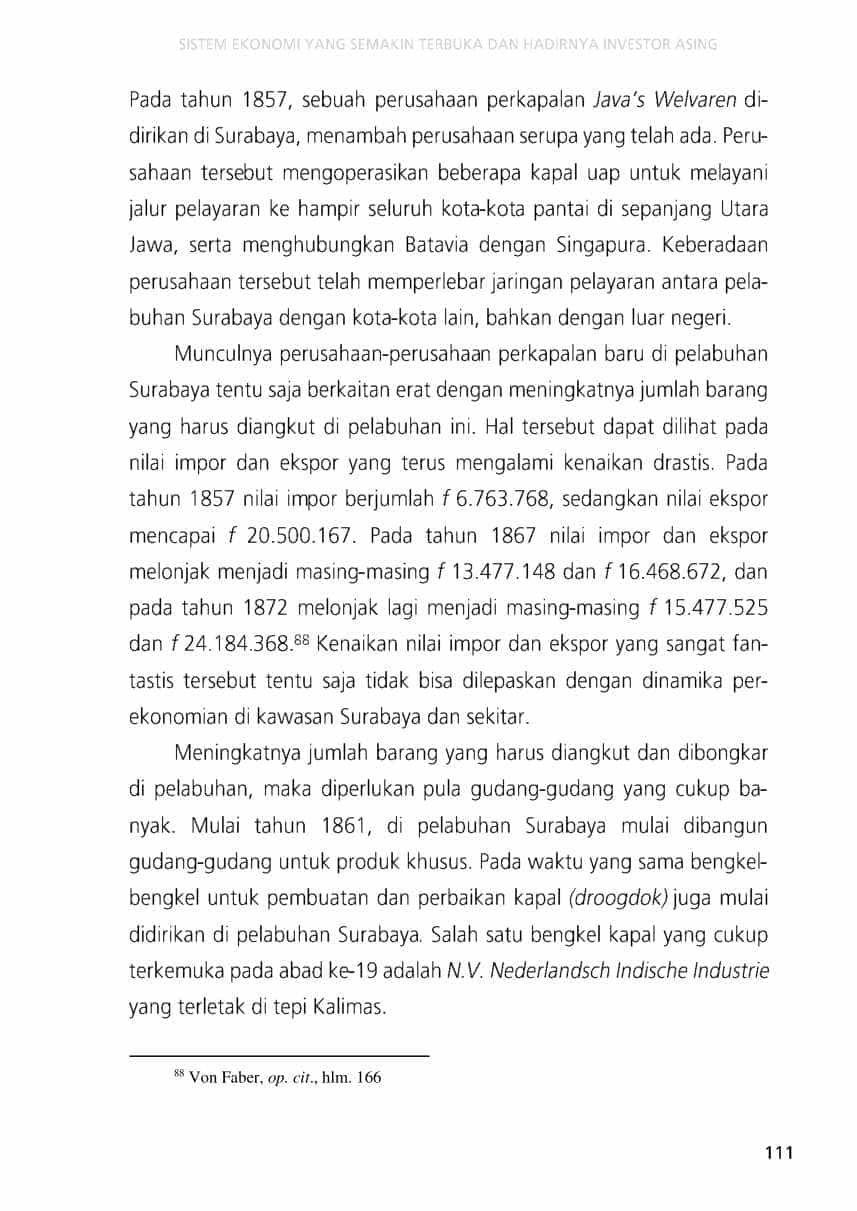 SISTEM EKONOMI YANG SEMAKIN TERBUKA DAN HADIRNYA INVESTOR ASING
Pada tahun 1857, sebuah perusahaan perkapalan Java’s Welvaren di-
dirikan di Surabaya, menambah perusahaan serupa yang telah ada. Peru-
sahaan tersebut mengoperasikan beberapa kapal uap untuk melayani
jalur pelayaran ke hampir seluruh kota-kota pantai di sepanjang Utara
Jawa, serta menghubungkan Batavia dengan Singapura. Keberadaan
perusahaan tersebut telah memperlebar jaringan pelayaran antara pela-
buhan Surabaya dengan kota-kota lain, bahkan dengan luar negeri.
Munculnya perusahaan-perusahaan perkapalan baru di pelabuhan
Surabaya tentu saja berkaitan erat dengan meningkatnya jumlah barang
yang harus diangkut di pelabuhan ini. Hal tersebut dapat dilihat pada
nilai impor dan ekspor yang terus mengalami kenaikan drastis. Pada
tahun 1857 nilai impor berjumlah f 6.763.768, sedangkan nilai ekspor
mencapai f 20.500.167. Pada tahun 1867 nilai impor dan ekspor
melonjak menjadi masing-masing f 13.477.148 dan f 16.468.672, dan
pada tahun 1872 melonjak lagi menjadi masing-masing f 15.477.525
dan f 24.184.368.88 Kenaikan nilai impor dan ekspor yang sangat fan-
tastis tersebut tentu saja tidak bisa dilepaskan dengan dinamika per-
ekonomian di kawasan Surabaya dan sekitar.
Meningkatnya jumlah barang yang harus diangkut dan dibongkar
di pelabuhan, maka diperlukan pula gudang-gudang yang cukup ba-
nyak. Mulai tahun 1861, di pelabuhan Surabaya mulai dibangun
gudang-gudang untuk produk khusus. Pada waktu yang sama bengkel-
bengkel untuk pembuatan dan perbaikan kapal (droogdok) juga mulai
didirikan di pelabuhan Surabaya. Salah satu bengkel kapal yang cukup
terkemuka pada abad ke-19 adalah N.V. Nederlandsch Indische Industrie
yang terletak di tepi Kalimas.
88 Von Faber, op. cit., hlm. 166
111